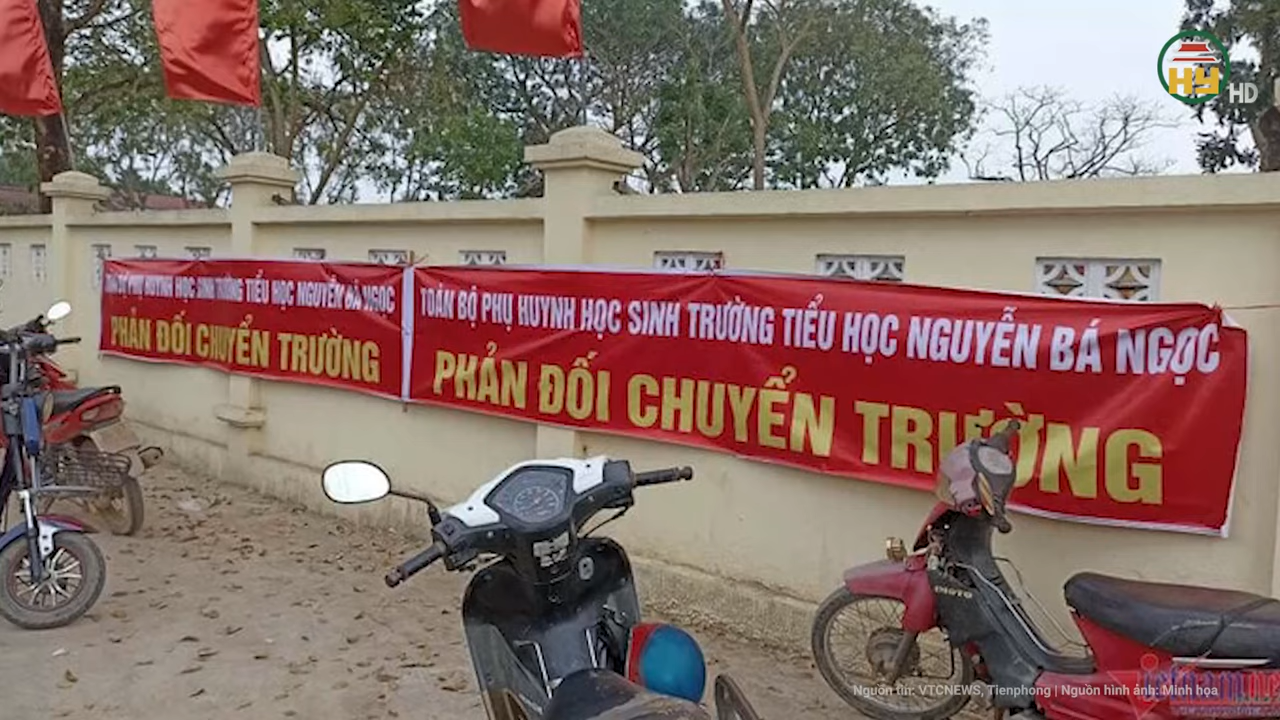 HY HD
TOÀN BỘ PHỤ HUYNH HỌC SINH TRƯỜNG TIỂU HỌC NGUYỄN BÁ NGỌC
PHẢN ĐỐI CHUYỂN TRƯỜNG
TOÀN BỘ PHỤ HUYNH HỌC SINH TRƯỜNG TIỂU HỌC NGUYỄN BÁ NGỌC
PHẢN ĐỐI CHUYỂN TRƯỜNG
Nguồn tin: VTCNEWS, Tienphong | Nguồn hình ảnh: Minh họa